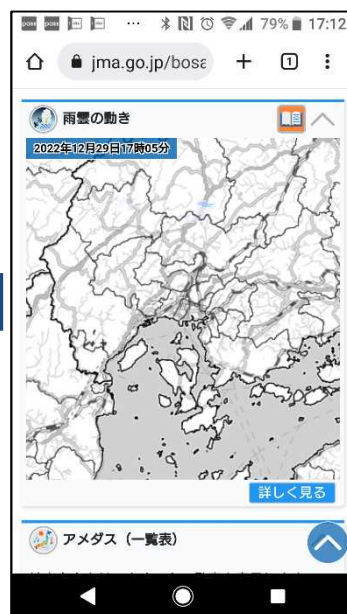 79% 17:12
jma.go.jp/bosa
1
雨雲の動き
2022年12月29日17時05分
詳しく見る
アメダス（一覧表）